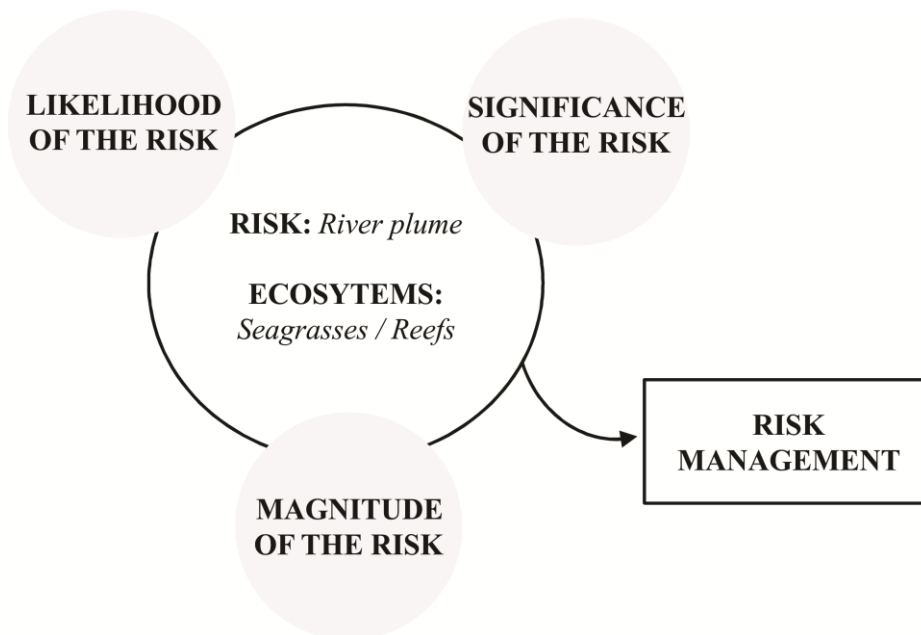 LIKELIHOOD
OF THE RISK
SIGNIFICANCE
OF THE RISK
RISK: River plume
ECOSYTEMS:
Seagrasses / Reefs
RISK
MANAGEMENT
MAGNITUDE
OF THE RISK